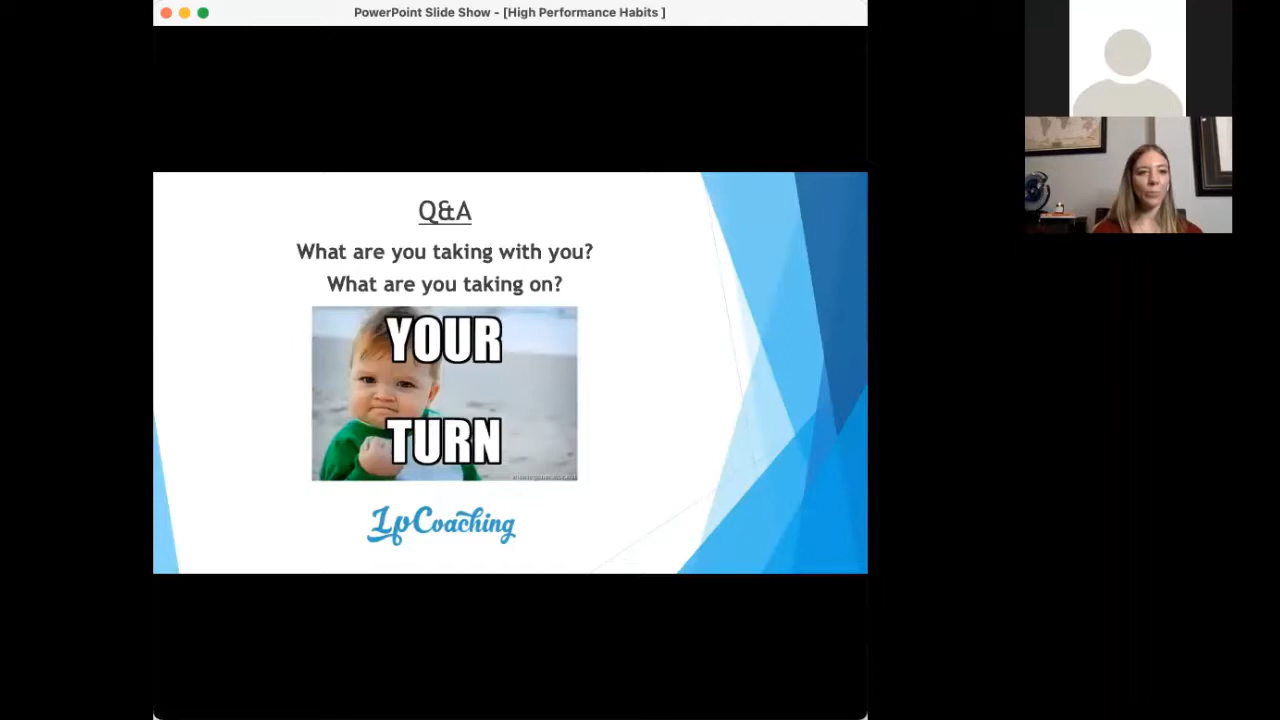 PowerPoint Slide Show - [High Performance Habits ]
Q&A
What are you taking with you?
What are you taking on?
YOUR
TURN
LpCoaching